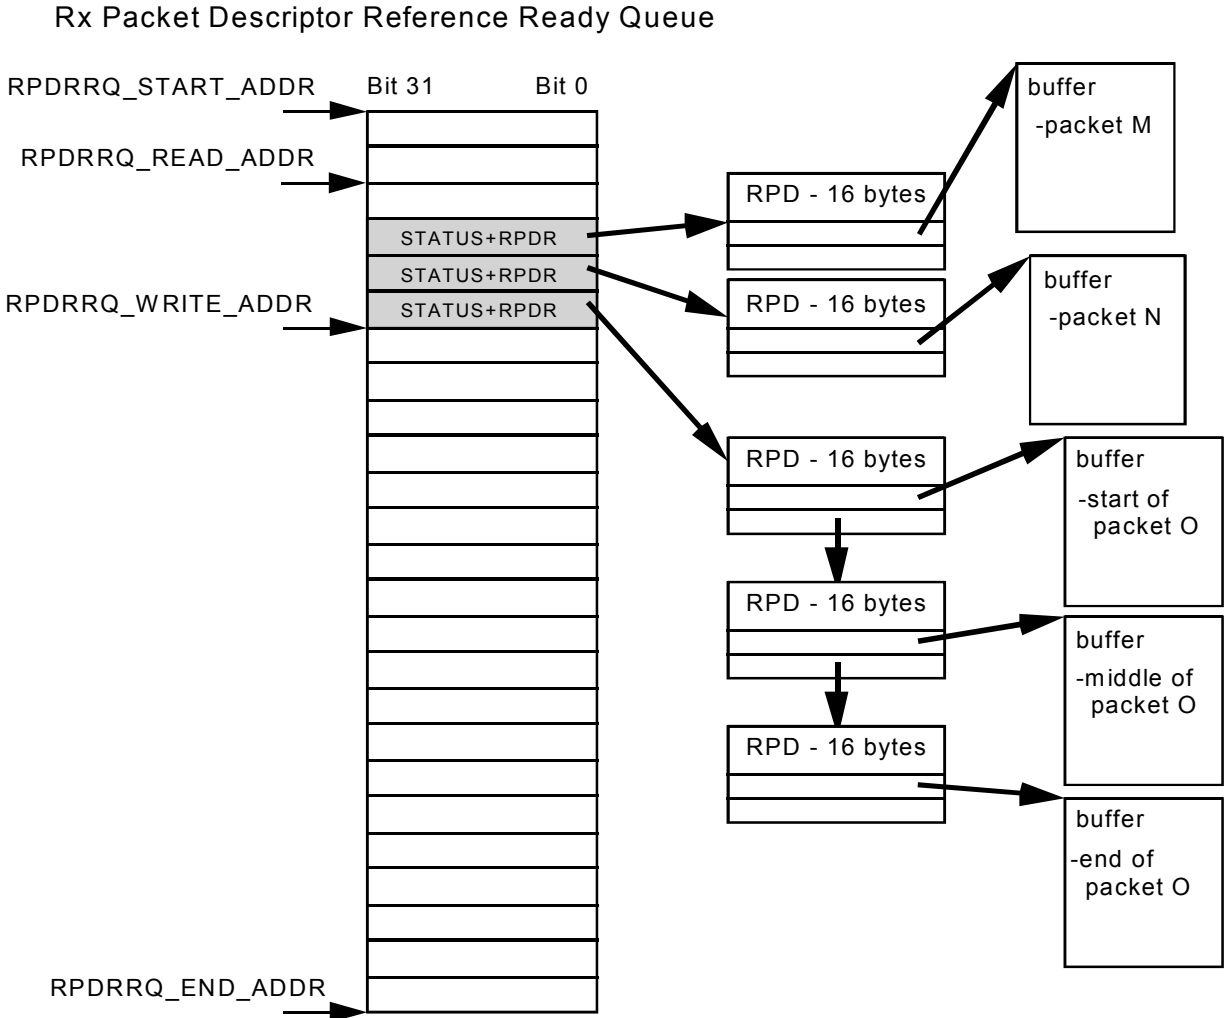 Rx Packet Descriptor Reference Ready Queue
RPDRRQ_START_ADDR
Bit 31
Bit 0
RPDRRQ_READ_ADDR
STATUS+RPDR
STATUS+RPDR
STATUS+RPDR
RPDRRQ_WRITE_ADDR
RPDRRQ_END_ADDR
RPD - 16 bytes
RPD - 16 bytes
RPD - 16 bytes
RPD - 16 bytes
RPD - 16 bytes
buffer
-packet M
buffer
-packet N
buffer
-start of
packet O
buffer
-middle of
packet O
buffer
-end of
packet O